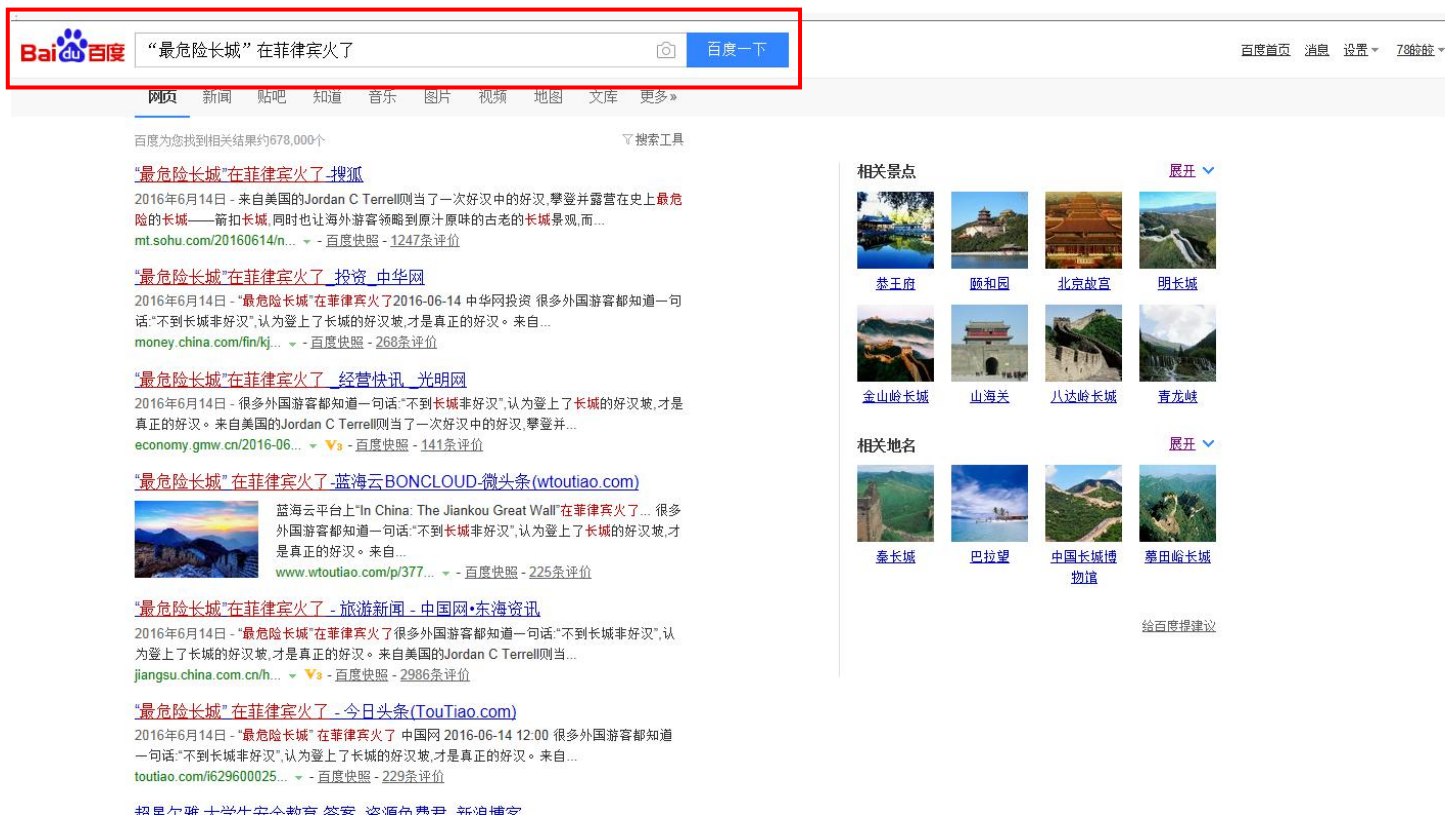 Bai du 百度
“最危险长城” 在菲律宾火了
百度一下
百度首页 消息 设置 78皖皖
网页 新闻 贴吧 知道 音乐 图片 视频 地图 文库 更多»
百度为您找到相关结果约678,000个
搜索工具
“最危险长城”在菲律宾火了-搜狐
2016年6月14日 - 来自美国的Jordan C Terrell则当了一次好汉中的好汉,攀登并露营在史上最危
险的长城——箭扣长城,同时也让海外游客领略到原汁原味的古老的长城景观,而...
mt.sohu.com/20160614/n... - 百度快照 - 1247条评价
“最危险长城”在菲律宾火了_投资_中华网
2016年6月14日 - “最危险长城”在菲律宾火了2016-06-14 中华网投资 很多外国游客都知道一句
话:“不到长城非好汉”,认为登上了长城的好汉坡,才是真正的好汉。来自...
money.china.com/fin/kj... - 百度快照 - 268条评价
“最危险长城”在菲律宾火了 _经营快讯 _光明网
2016年6月14日 - 很多外国游客都知道一句话:“不到长城非好汉”,认为登上了长城的好汉坡,才是
真正的好汉。来自美国的Jordan C Terrell则当了一次好汉中的好汉,攀登并...
economy.gmw.cn/2016-06... V3 - 百度快照 - 141条评价
“最危险长城” 在菲律宾火了-蓝海云BONCLOUD-微头条(wtoutiao.com)
蓝海云平台上“In China: The Jiankou Great Wall”在菲律宾火了... 很多
外国游客都知道一句话:“不到长城非好汉”,认为登上了长城的好汉坡,才
是真正的好汉。来自...
www.wtoutiao.com/p/377... - 百度快照 - 225条评价
“最危险长城”在菲律宾火了 - 旅游新闻 - 中国网•东海资讯
2016年6月14日 - “最危险长城”在菲律宾火了很多外国游客都知道一句话:“不到长城非好汉”,认
为登上了长城的好汉坡,才是真正的好汉。来自美国的Jordan C Terrell则当...
jiangsu.china.com.cn/h... V3 - 百度快照 - 2986条评价
“最危险长城” 在菲律宾火了 - 今日头条(TouTiao.com)
2016年6月14日 - “最危险长城” 在菲律宾火了 中国网 2016-06-14 12:00 很多外国游客都知道
一句话:“不到长城非好汉”,认为登上了长城的好汉坡,才是真正的好汉。来自...
toutiao.com/i629600025... - 百度快照 - 229条评价
超星尔雅 大学生安全教育 答案_资源免费君_新浪博客
相关景点 展开
恭王府 颐和园 北京故宫 明长城
金山岭长城 山海关 八达岭长城 青龙峡
相关地名 展开
秦长城 巴拉望 中国长城博 慕田峪长城
物馆
给百度提建议